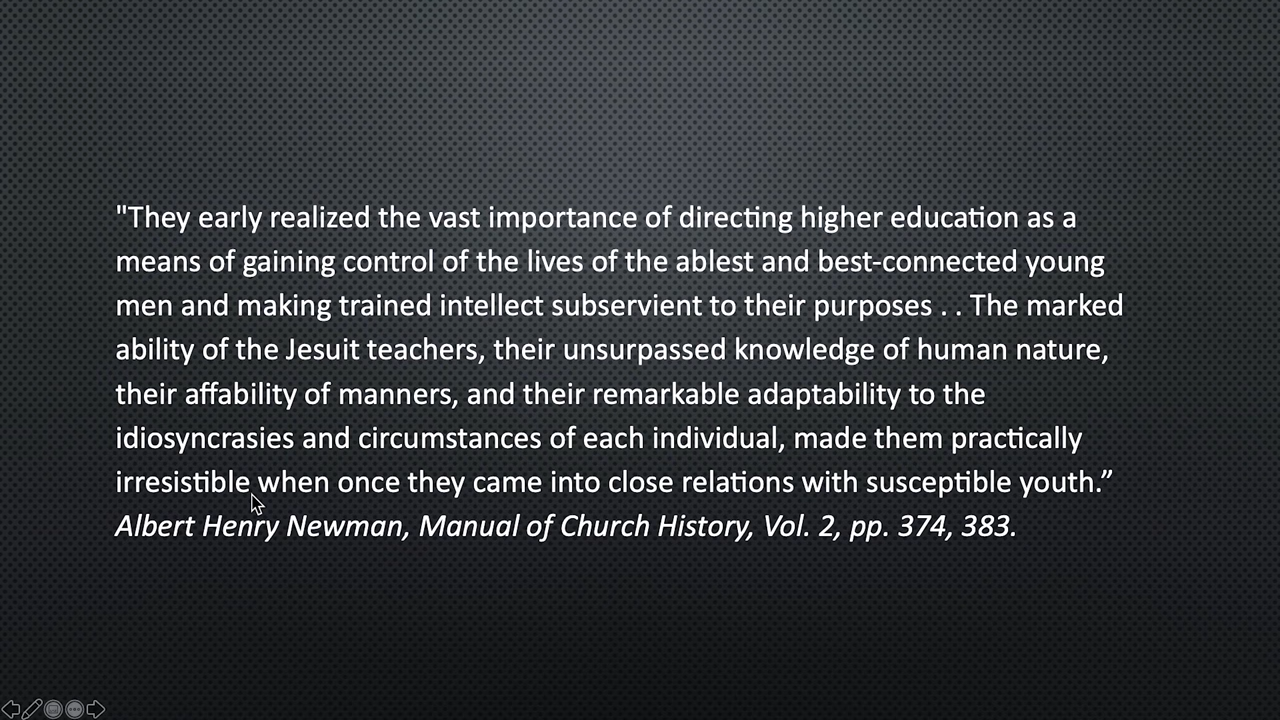 "They early realized the vast importance of directing higher education as a
means of gaining control of the lives of the ablest and best-connected young
men and making trained intellect subservient to their purposes . . The marked
ability of the Jesuit teachers, their unsurpassed knowledge of human nature,
their affability of manners, and their remarkable adaptability to the
idiosyncrasies and circumstances of each individual, made them practically
irresistible when once they came into close relations with susceptible youth.”
Albert Henry Newman, Manual of Church History, Vol. 2, pp. 374, 383.